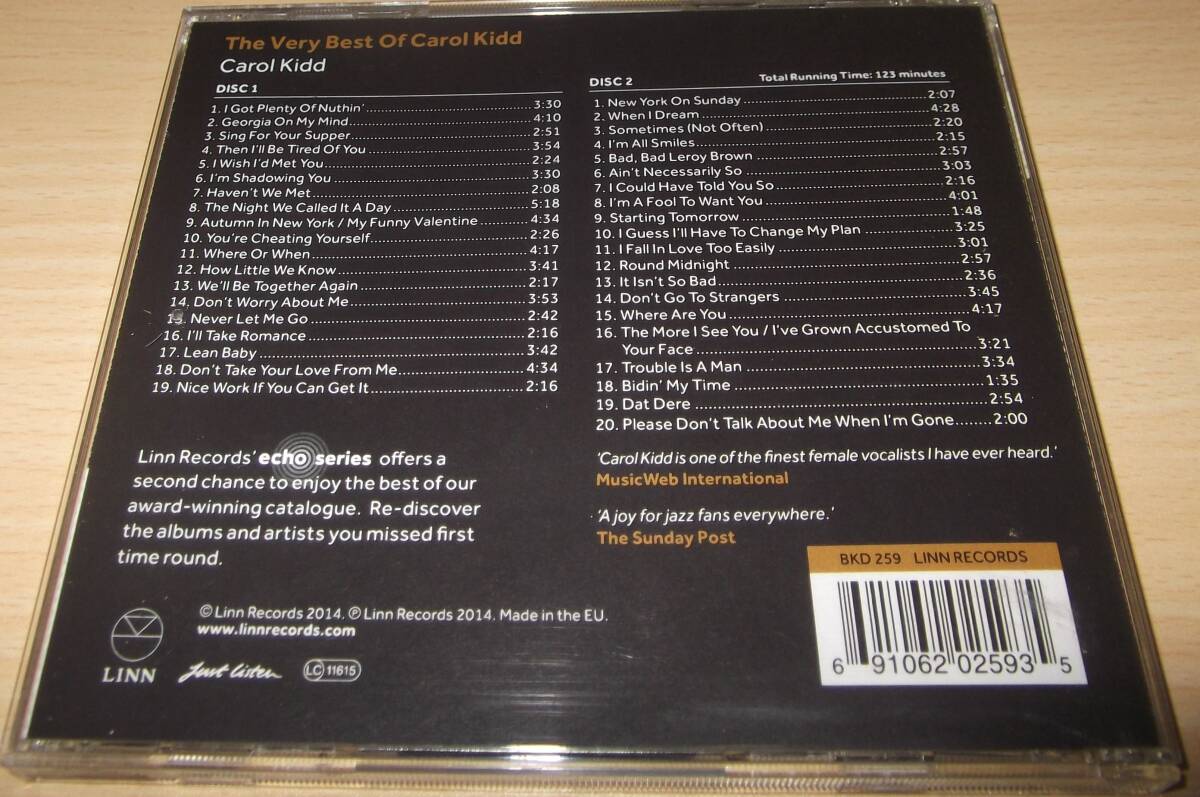 The Very Best Of Carol Kidd
Carol Kidd
DISC 1
1. I Got Plenty Of Nuthin' 3:30
2. Georgia On My Mind 4:10
3. Sing For Your Supper 2:51
4. Then I'll Be Tired Of You 3:54
5. I Wish I'd Met You 2:24
6. I'm Shadowing You 3:30
7. Haven't We Met 2:08
8. The Night We Called It A Day 5:18
9. Autumn In New York / My Funny Valentine 4:34
10. You're Cheating Yourself 2:26
11. Where Or When 4:17
12. How Little We Know 3:41
13. We'll Be Together Again 2:17
14. Don't Worry About Me 3:53
15. Never Let Me Go 2:42
16. I'll Take Romance 2:16
17. Lean Baby 3:42
18. Don't Take Your Love From Me 4:34
19. Nice Work If You Can Get It 2:16
DISC 2 Total Running Time: 123 minutes
1. New York On Sunday 2:07
2. When I Dream 4:28
3. Sometimes (Not Often) 2:20
4. I'm All Smiles 2:15
5. Bad, Bad Leroy Brown 2:57
6. Ain't Necessarily So 3:03
7. I Could Have Told You So 2:16
8. I'm A Fool To Want You 4:01
9. Starting Tomorrow 1:48
10. I Guess I'll Have To Change My Plan 3:25
11. I Fall In Love Too Easily 3:01
12. Round Midnight 2:57
13. It Isn't So Bad 2:36
14. Don't Go To Strangers 3:45
15. Where Are You 4:17
16. The More I See You / I've Grown Accustomed To
Your Face 3:21
17. Trouble Is A Man 3:34
18. Bidin' My Time 1:35
19. Dat Dere 2:54
20. Please Don't Talk About Me When I'm Gone 2:00
Linn Records' echo series offers a
second chance to enjoy the best of our
award-winning catalogue. Re-discover
the albums and artists you missed first
time round.
'Carol Kidd is one of the finest female vocalists I have ever heard.'
MusicWeb International
'A joy for jazz fans everywhere.'
The Sunday Post
BKD 259 LINN RECORDS
6 91062 02593 5
© Linn Records 2014. ℗ Linn Records 2014. Made in the EU.
www.linnrecords.com
LINN Just listen LC 11615